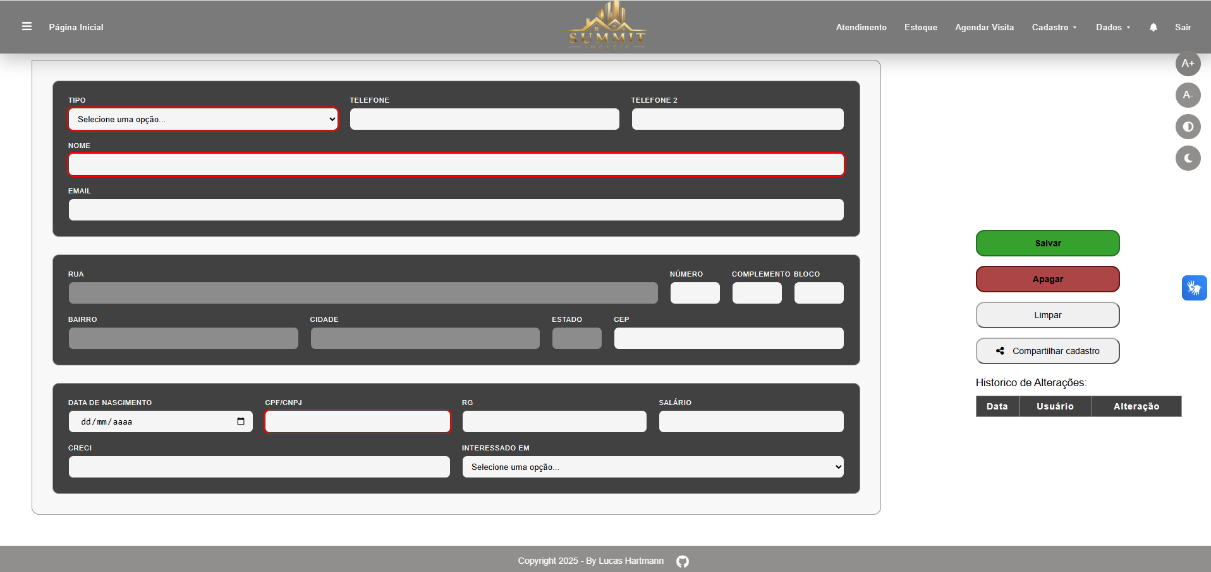 Página Inicial
SUMMIT
Atendimento Estoque Agendar Visita Cadastro Dados Sair
A+
A-
TIPO TELEFONE TELEFONE 2
Selecione uma opção...
NOME
EMAIL
RUA NÚMERO COMPLEMENTO BLOCO
BAIRRO CIDADE ESTADO CEP
DATA DE NASCIMENTO CPF/CNPJ RG SALÁRIO
dd/mm/aaaa
CRECI INTERESSADO EM
Selecione uma opção...
Salvar
Apagar
Limpar
Compartilhar cadastro
Historico de Alterações:
Data Usuário Alteração
Copyright 2025 - By Lucas Hartmann